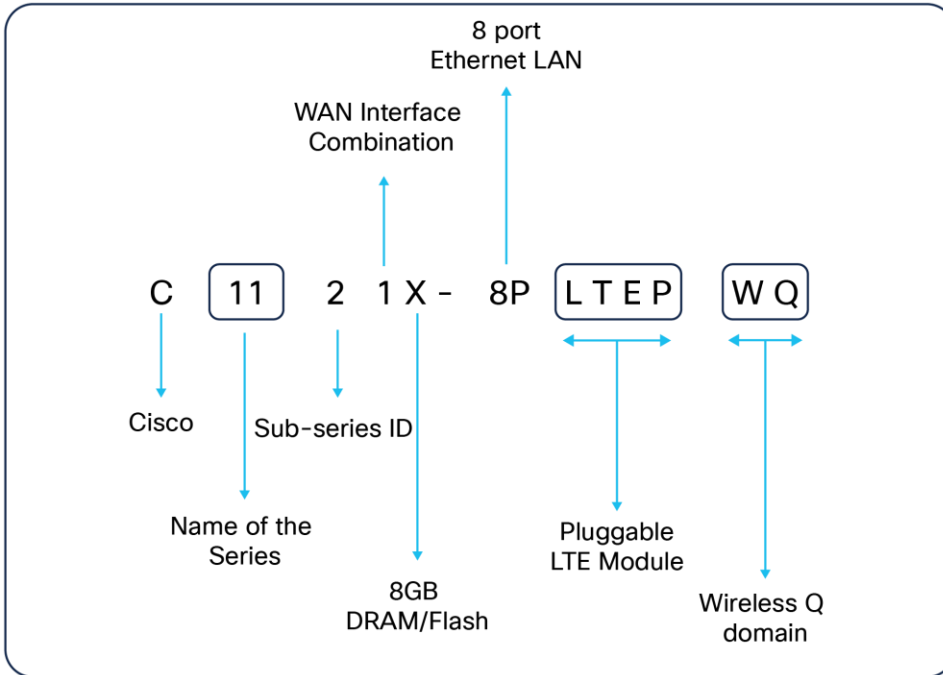 8 port
Ethernet LAN
WAN Interface
Combination
C 11 2 1 X - 8P L T E P W Q
Cisco
Sub-series ID
Name of the
Series
Pluggable
LTE Module
8GB
DRAM/Flash
Wireless Q
domain